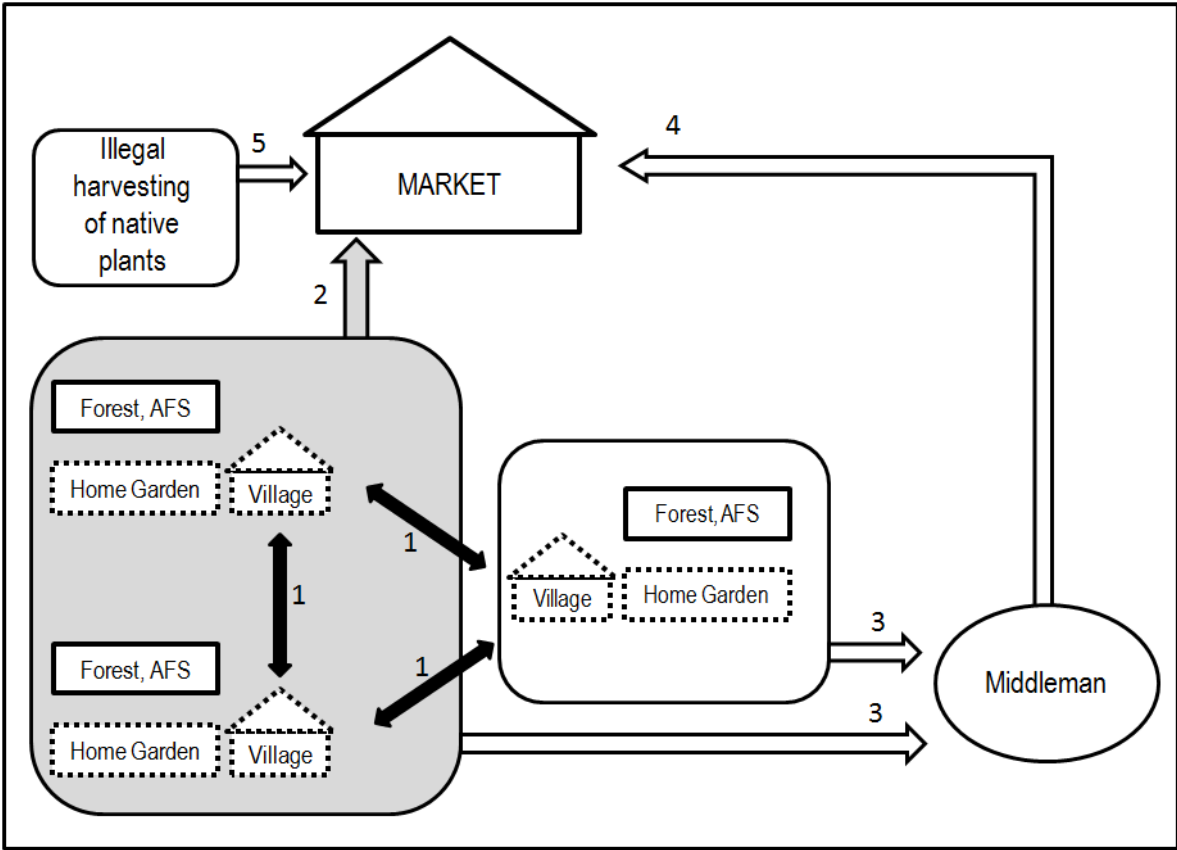 Illegal
harvesting
of native
plants
5
MARKET
4
2
Forest, AFS
Home Garden
Village
1
1
Forest, AFS
Home Garden
Village
1
Forest, AFS
Village
Home Garden
3
3
Middleman